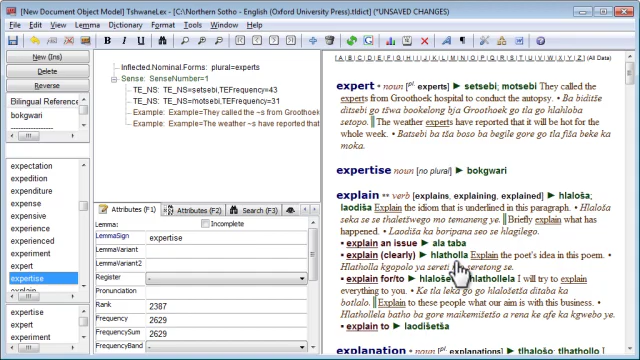 [New Document Object Model] TshwaneLex - [C:\(Northern) Sotho - English (Oxford University Press).tldict] (*UNSAVED CHANGES)
File Edit View Lemma Dictionary Format Tools Window Help
New (Ins)
Delete
Reverse
Bilingual Reference
bokgwari
expectation
expedition
expenditure
expense
expensive
experience
experienced
experiment
expert
expertise
explain
expert
expertise
experiment
Inflected.Nominal.Forms: plural=experts
Sense: SenseNumber=1
TE_NS: TE_NS=setsebi,TEFrequency=43
TE_NS: TE_NS=motsebi,TEFrequency=31
Example: Example=They called the ~s from Groothoek
Example: Example=The weather ~s have reported that
Attributes (F1) Attributes (F2) Search (F3)
Lemma: Incomplete
LemmaSign expertise
LemmaVariant
LemmaVariant2
Register -
Pronunciation
Rank 2387
Frequency 2629
FrequencySum 2629
FrequencyBand -
A B C D E F G H I J K L M N O P Q R S T U V W X Y Z (All Data)
expert • noun [pl experts] ► setsebi; motsebi They called the
experts from Groothoek hospital to conduct the autopsy. • Ba biditše
ditsebi go tšwa bookelong bja Groothoek go tla go hlahloba
setopo. The weather experts have reported that it will be hot for the
whole week. • Batsebi ba tša boso ba begile gore go tla fiša beke ka
moka.
expertise noun [no plural] ► bokgwari
explain ** verb [explains, explaining, explained] ► hlaloša;
laodiša Explain the idiom that is underlined in this paragraph. • Hlaloša
seka se se thaletšwego mo temaneng ye. Briefly explain what has
happened. • Laodiša ka boripana seo se hlagilego.
• explain an issue ► ala taba
• explain (clearly) ► hlatholla Explain the poet's idea in this poem. •
Hlatholla kgopolo ya sereti seretong se.
• explain for/to ► hlaloše hlathollela I will try to explain
everything to you. • Ke tla leka go go hlalošetša ditaba ka
botlalo. Explain to these people what our aim is with this business. •
Hlathollela batho ba gore maikemišetšo a rena ke afe ka kgwebo ye.
• explain to ► laodišetša
explanation • noun [pl explanations] ► tlhalošo; tlhathollo •